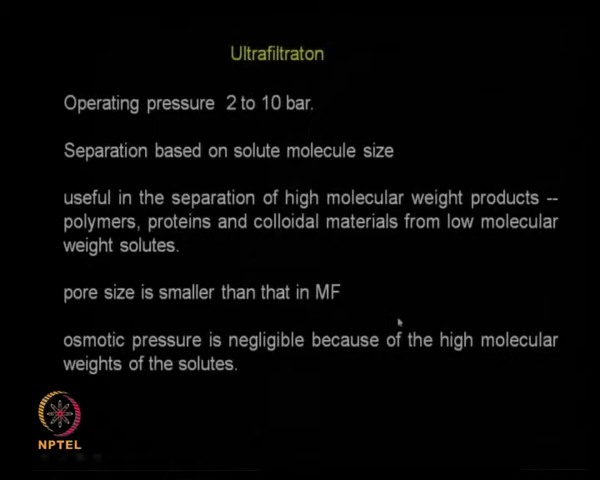 Ultrafiltraton
Operating pressure 2 to 10 bar.
Separation based on solute molecule size
useful in the separation of high molecular weight products --
polymers, proteins and colloidal materials from low molecular
weight solutes.
pore size is smaller than that in MF
osmotic pressure is negligible because of the high molecular
weights of the solutes.
NPTEL